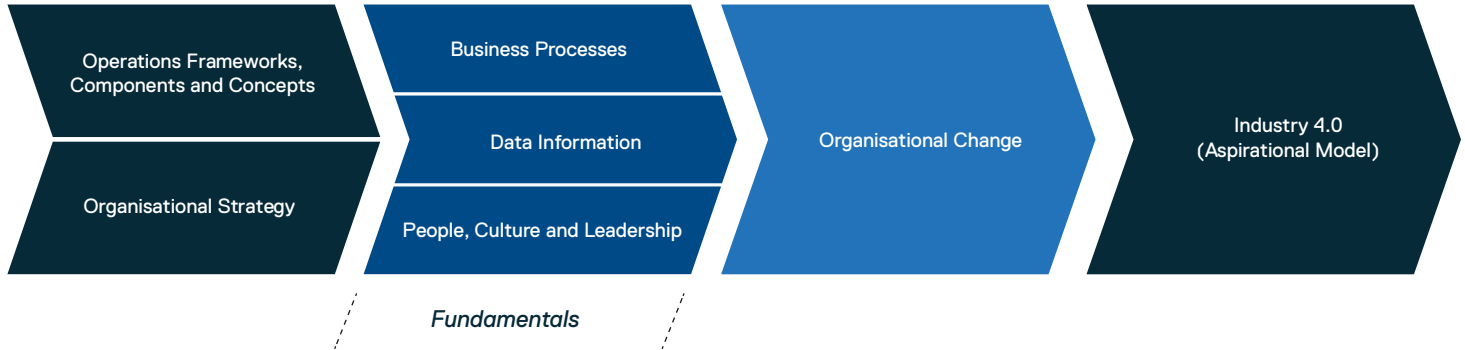 Operations Frameworks,
Components and Concepts
Organisational Strategy
Business Processes
Data Information
People, Culture and Leadership
Organisational Change
Industry 4.0
(Aspirational Model)
Fundamentals